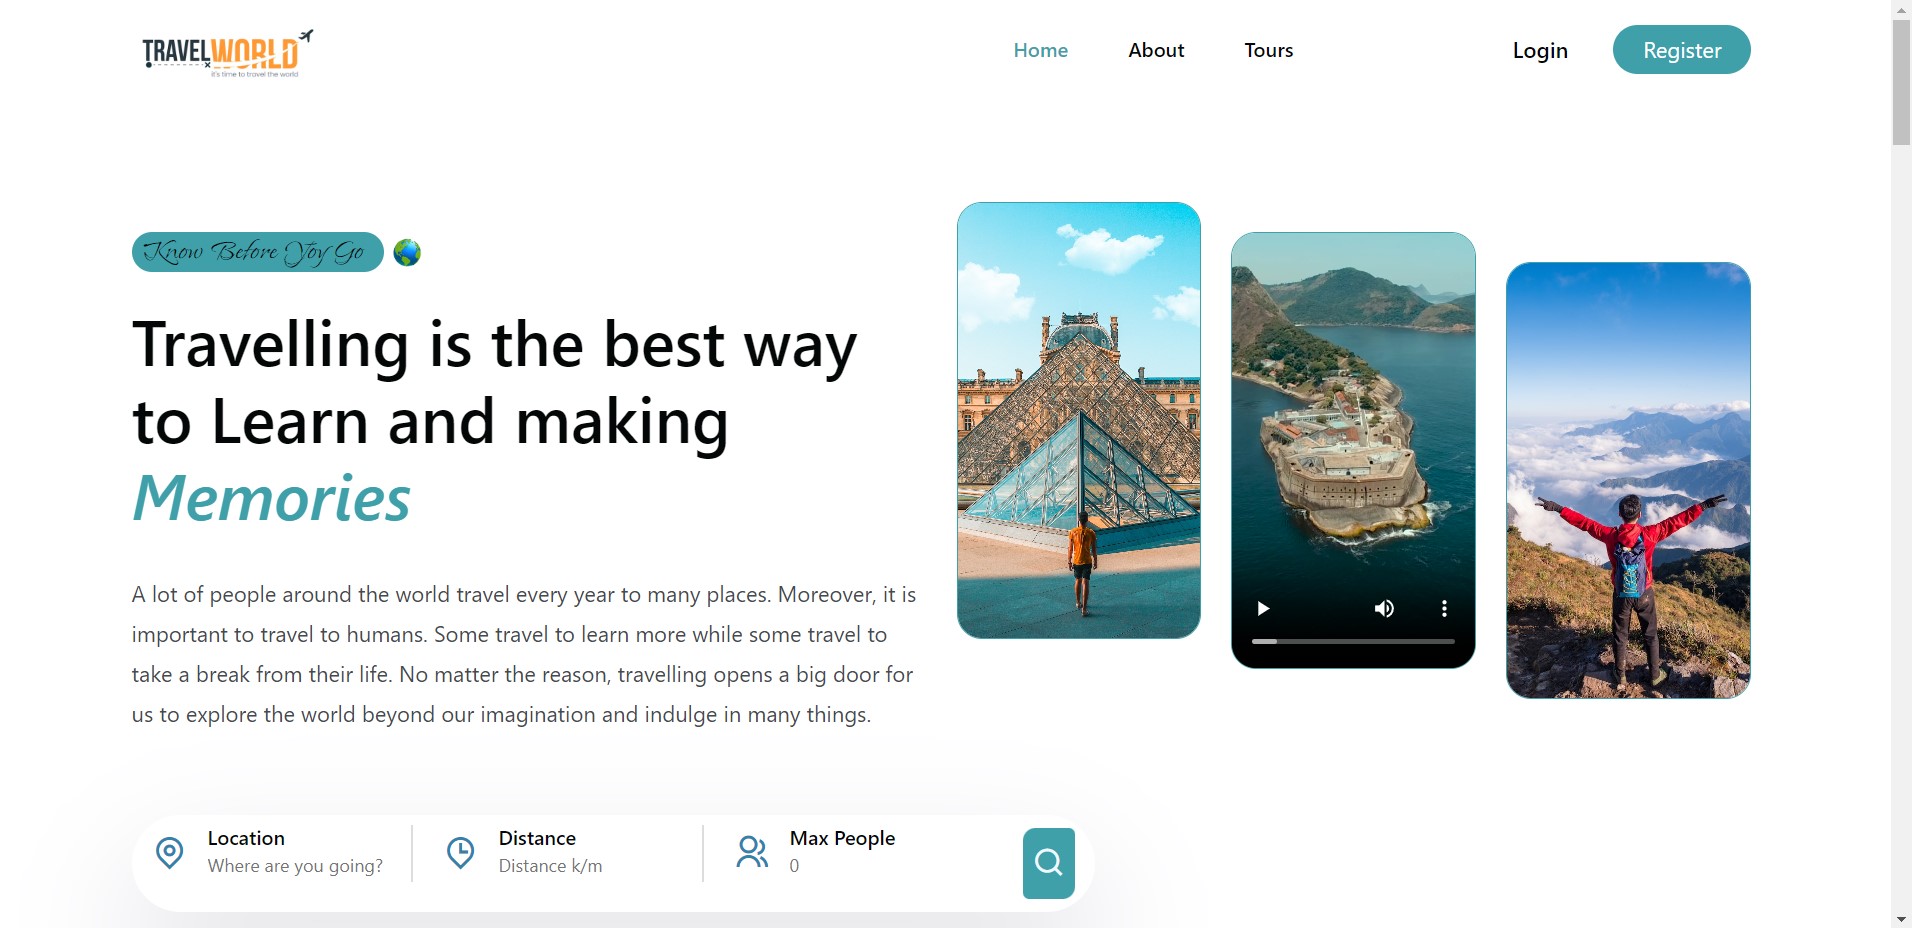 TRAVELWORLD
it's time to travel the world
Home About Tours Login Register
Know Before Yoy Go
Travelling is the best way
to Learn and making
Memories
A lot of people around the world travel every year to many places. Moreover, it is
important to travel to humans. Some travel to learn more while some travel to
take a break from their life. No matter the reason, travelling opens a big door for
us to explore the world beyond our imagination and indulge in many things.
Location
Where are you going?
Distance
Distance k/m
Max People
0